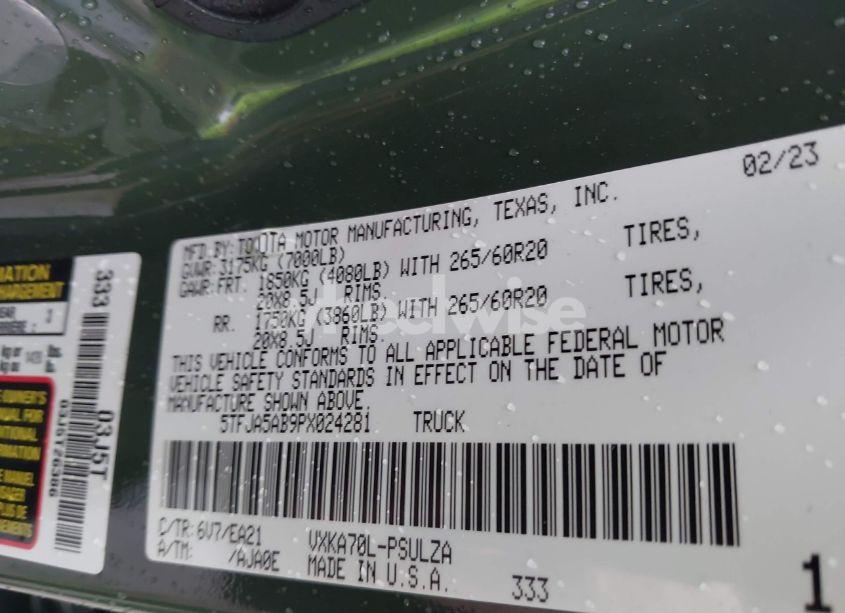 02/23
MFD. BY: TOYOTA MOTOR MANUFACTURING, TEXAS, INC.
GVWR: 3175KG (7000LB)
GAWR: FRT. 1850KG (4080LB) WITH 265/60R20 TIRES,
20X8.5J RIMS.
RR. 1750KG (3860LB) WITH 265/60R20 TIRES,
20X8.5J RIMS.
THIS VEHICLE CONFORMS TO ALL APPLICABLE FEDERAL MOTOR
VEHICLE SAFETY STANDARDS IN EFFECT ON THE DATE OF
MANUFACTURE SHOWN ABOVE.
5TFJA5AB9PX024281 TRUCK
C/TR: 6V7/EA21 VXKA70L-PSULZA
A/TM: /AJA0E MADE IN U.S.A. 333
1
333
03J5T
03J5T26386